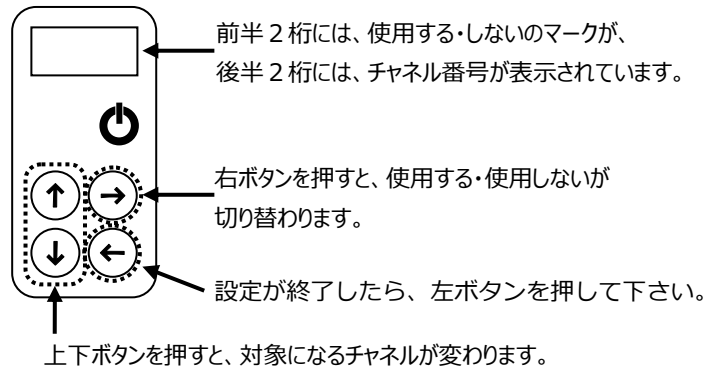 前半２桁には、使用する・しないのマークが、
後半２桁には、チャネル番号が表示されています。
右ボタンを押すと、使用する・使用しないが
切り替わります。
設定が終了したら、左ボタンを押して下さい。
上下ボタンを押すと、対象になるチャネルが変わります。